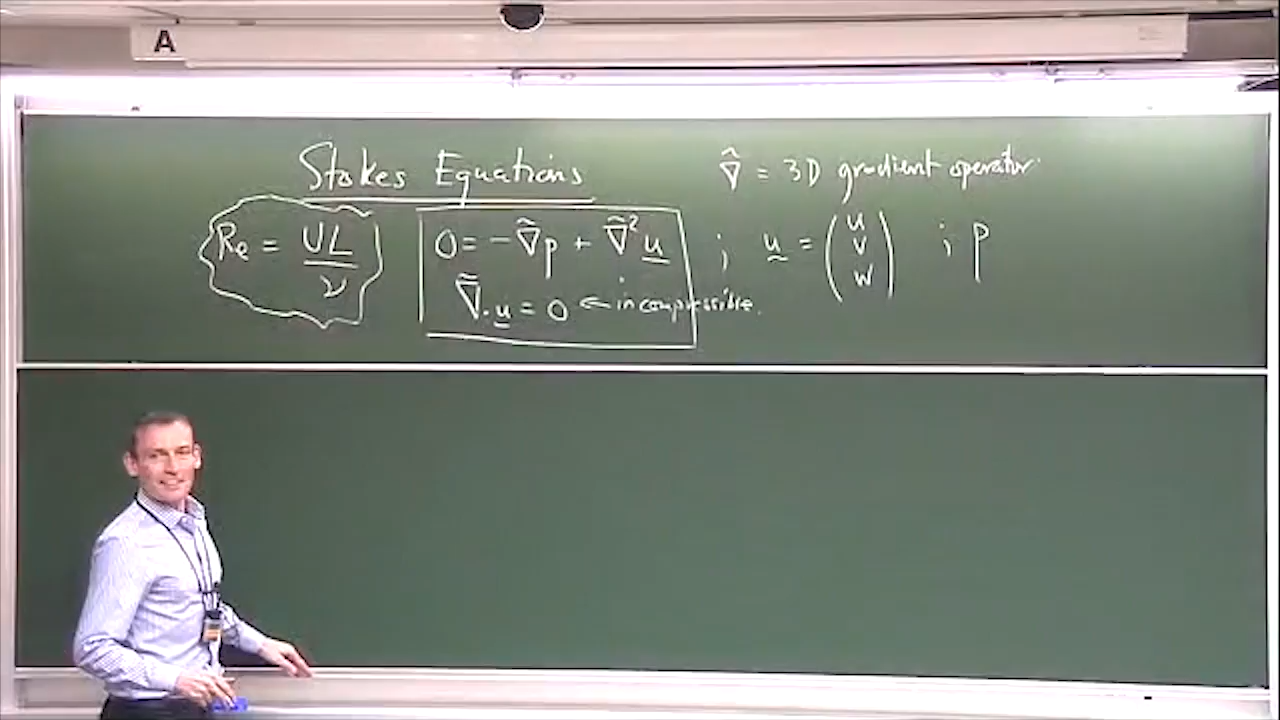 A
Stokes Equations
∇̃ = 3D gradient operator.
Re = UL/ν
0 = -∇̃p + ∇̃²u̲ ; u̲ = (u v w) ; p
∇̃·u̲ = 0 ← incompressible.